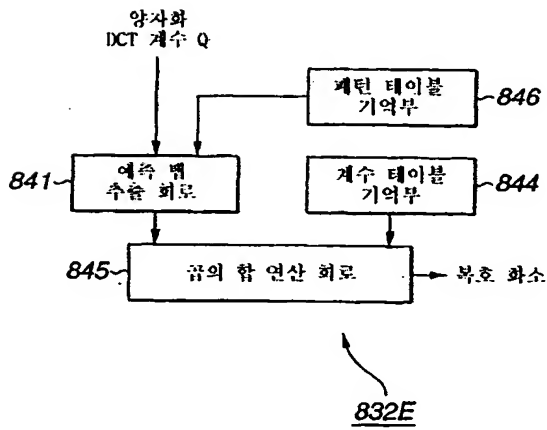 양자화
DCT 계수 Q
패턴 테이블
기억부
846
841
예측 탭
추출 회로
계수 테이블
기억부
844
845
곱의 합 연산 회로
복호 화소
832E